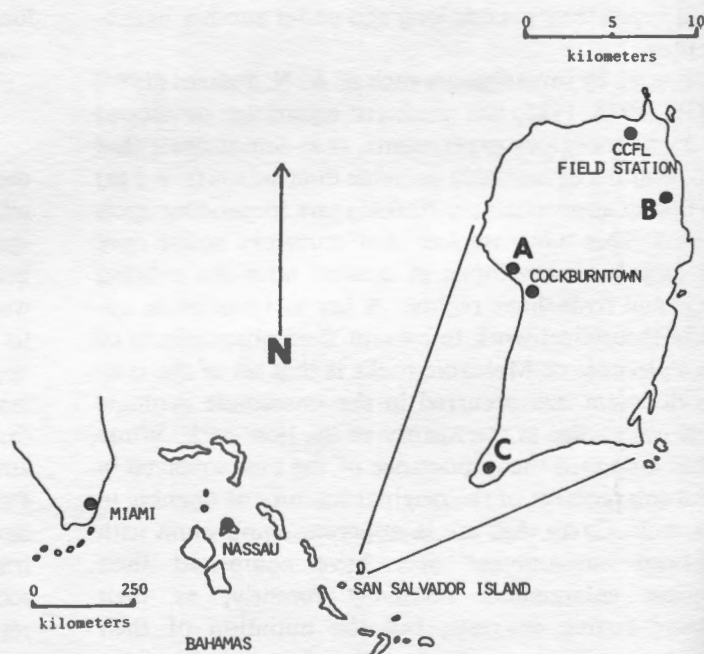 0 5 10
kilometers
CCFL
FIELD STATION
B
A
COCKBURNTOWN
N
C
MIAMI
NASSAU
0 250
kilometers
SAN SALVADOR ISLAND
BAHAMAS